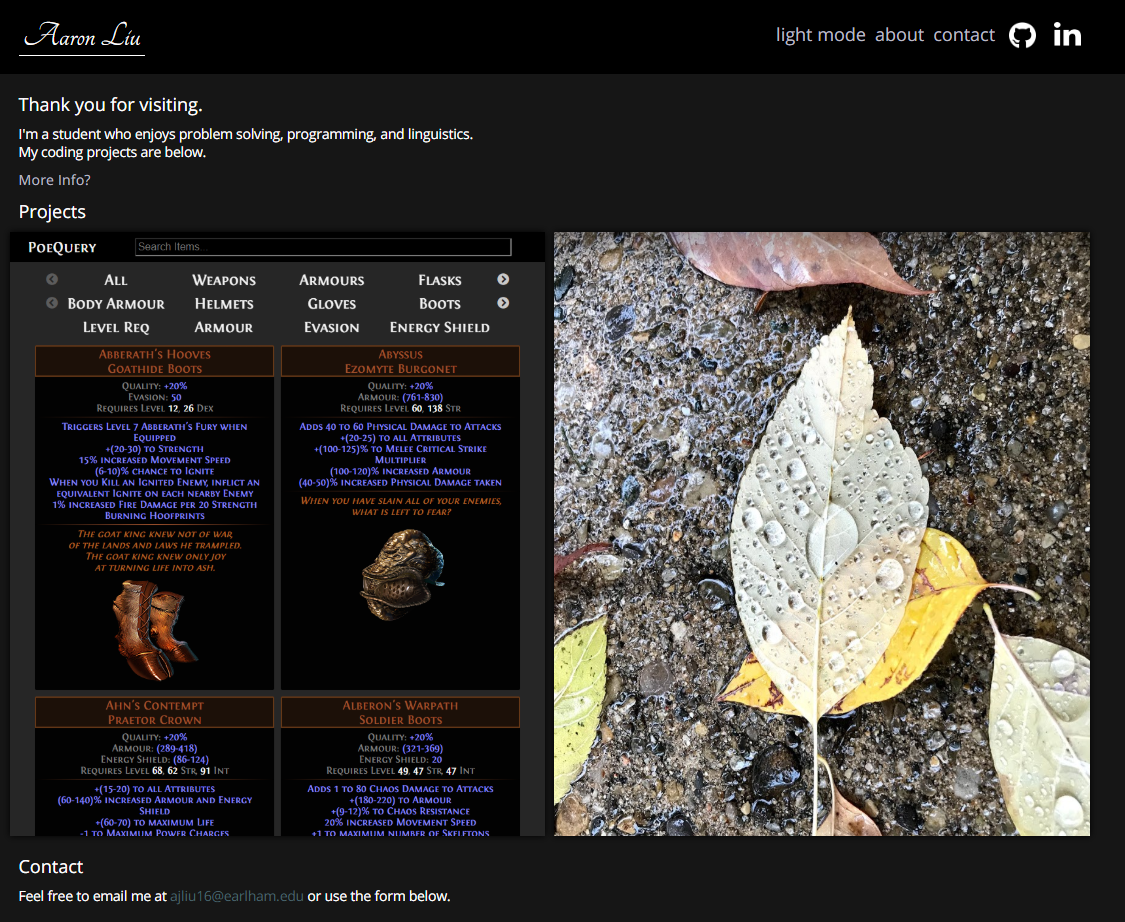 Aaron Liu
light mode about contact
Thank you for visiting.
I'm a student who enjoys problem solving, programming, and linguistics.
My coding projects are below.
More Info?
Projects
PoeQuery Search Items...
All Weapons Armours Flasks
Body Armour Helmets Gloves Boots
Level Req Armour Evasion Energy Shield
Abberath's Hooves
Goathide Boots
Quality: +20%
Evasion: 50
Requires Level 12, 26 Dex
Triggers Level 7 Abberath's Fury when
Equipped
+(20-30) to Strength
15% increased Movement Speed
(6-10)% chance to Ignite
When you Kill an Ignited Enemy, inflict an
equivalent Ignite on each nearby Enemy
1% increased Fire Damage per 20 Strength
Burning Hoofprints
The goat king knew not of war,
of the lands and laws he trampled.
The goat king knew only joy
at turning life into ash.
Abyssus
Ezomyte Burgonet
Quality: +20%
Armour: (761-830)
Requires Level 60, 138 Str
Adds 40 to 60 Physical Damage to Attacks
+(20-25) to all Attributes
+(100-125)% to Melee Critical Strike
Multiplier
(100-120)% increased Armour
(40-50)% increased Physical Damage taken
When you have slain all of your enemies,
what is left to fear?
Ahn's Contempt
Praetor Crown
Quality: +20%
Armour: (289-418)
Energy Shield: (86-124)
Requires Level 68, 62 Str, 91 Int
+(15-20) to all Attributes
(60-140)% increased Armour and Energy
Shield
+(60-70) to maximum Life
-1 to Maximum Power Charges
Alberon's Warpath
Soldier Boots
Quality: +20%
Armour: (321-369)
Energy Shield: 20
Requires Level 49, 47 Str, 47 Int
Adds 1 to 80 Chaos Damage to Attacks
+(180-220) to Armour
+(9-12)% to Chaos Resistance
20% increased Movement Speed
+1 to maximum number of Skeletons
Contact
Feel free to email me at ajliu16@earlham.edu or use the form below.